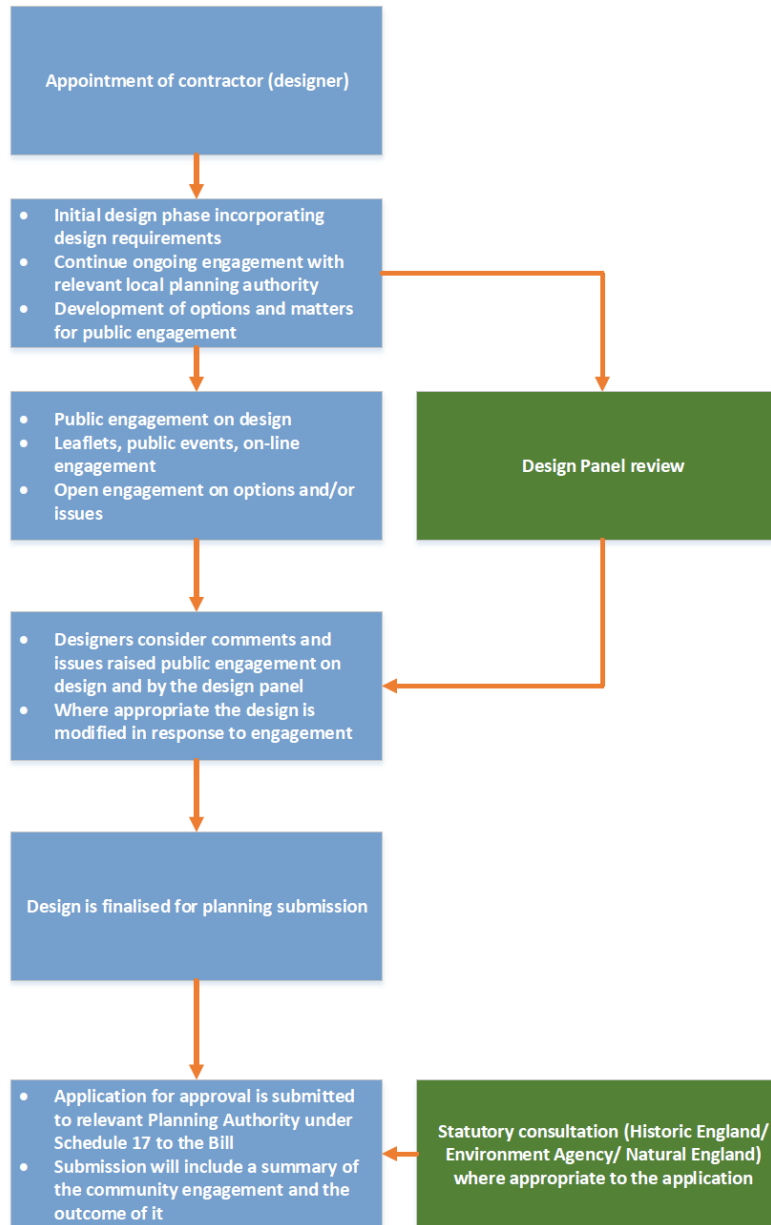 Appointment of contractor (designer)
• Initial design phase incorporating
design requirements
• Continue ongoing engagement with
relevant local planning authority
• Development of options and matters
for public engagement
• Public engagement on design
• Leaflets, public events, on-line
engagement
• Open engagement on options and/or
issues
Design Panel review
• Designers consider comments and
issues raised public engagement on
design and by the design panel
• Where appropriate the design is
modified in response to engagement
Design is finalised for planning submission
• Application for approval is submitted
to relevant Planning Authority under
Schedule 17 to the Bill
• Submission will include a summary of
the community engagement and the
outcome of it
Statutory consultation (Historic England/
Environment Agency/ Natural England)
where appropriate to the application